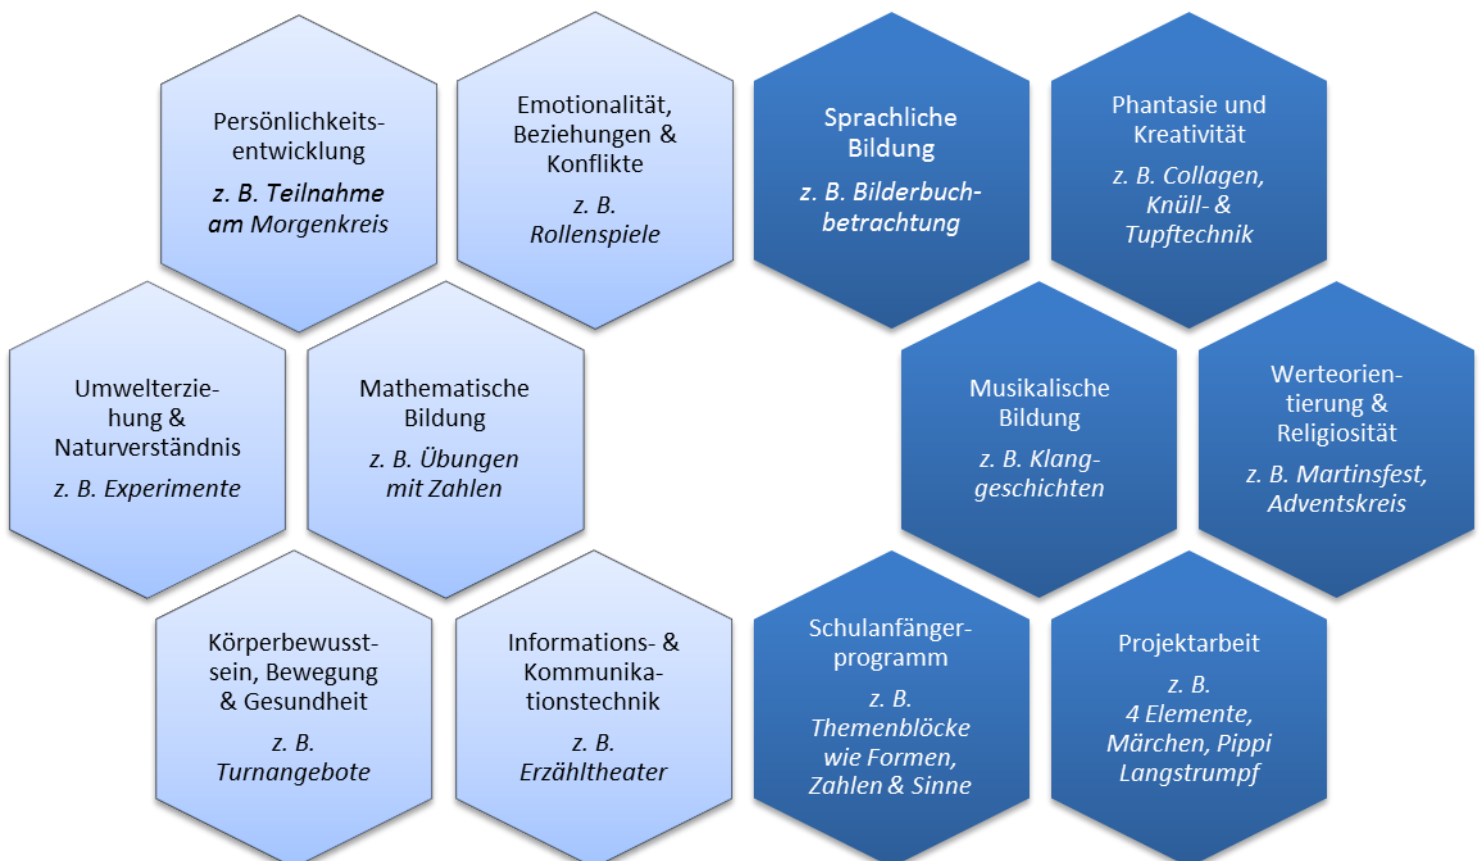 Persönlichkeits-
entwicklung
z. B. Teilnahme
am Morgenkreis
Emotionalität,
Beziehungen &
Konflikte
z. B.
Rollenspiele
Sprachliche
Bildung
z. B. Bilderbuch-
betrachtung
Phantasie und
Kreativität
z. B. Collagen,
Knüll- &
Tupftechnik
Umwelterzie-
hung &
Naturverständnis
z. B. Experimente
Mathematische
Bildung
z. B. Übungen
mit Zahlen
Musikalische
Bildung
z. B. Klang-
geschichten
Werteorien-
tierung &
Religiosität
z. B. Martinsfest,
Adventskreis
Körperbewusst-
sein, Bewegung
& Gesundheit
z. B.
Turnangebote
Informations- &
Kommunika-
tionstechnik
z. B.
Erzähltheater
Schulanfänger-
programm
z. B.
Themenblöcke
wie Formen,
Zahlen & Sinne
Projektarbeit
z. B.
4 Elemente,
Märchen, Pippi
Langstrumpf